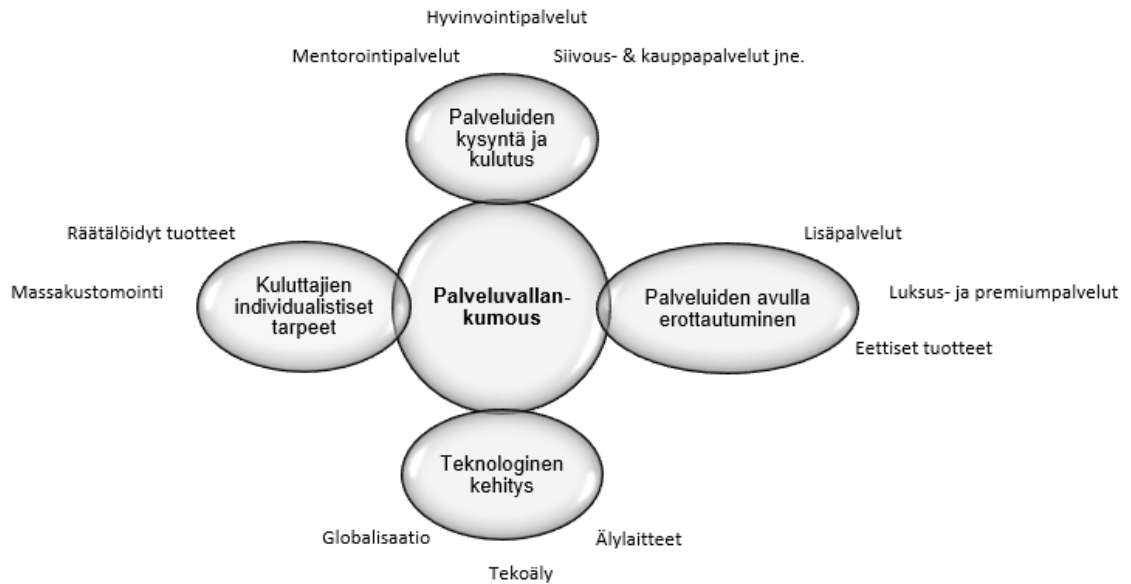 Hyvinvointipalvelut
Mentorointipalvelut
Siivous- & kauppapalvelut jne.
Palveluiden
kysyntä ja
kulutus
Räätälöidyt tuotteet
Massakustomointi
Kuluttajien
individualistiset
tarpeet
Palveluvallan-
kumous
Palveluiden avulla
erottautuminen
Lisäpalvelut
Luksus- ja premiumpalvelut
Eettiset tuotteet
Teknologinen
kehitys
Globalisaatio
Älylaitteet
Tekoäly